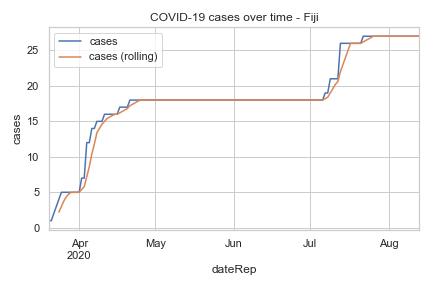 COVID-19 cases over time - Fiji
cases
cases (rolling)
25
20
15
10
5
0
cases
Apr
2020
May
Jun
Jul
Aug
dateRep